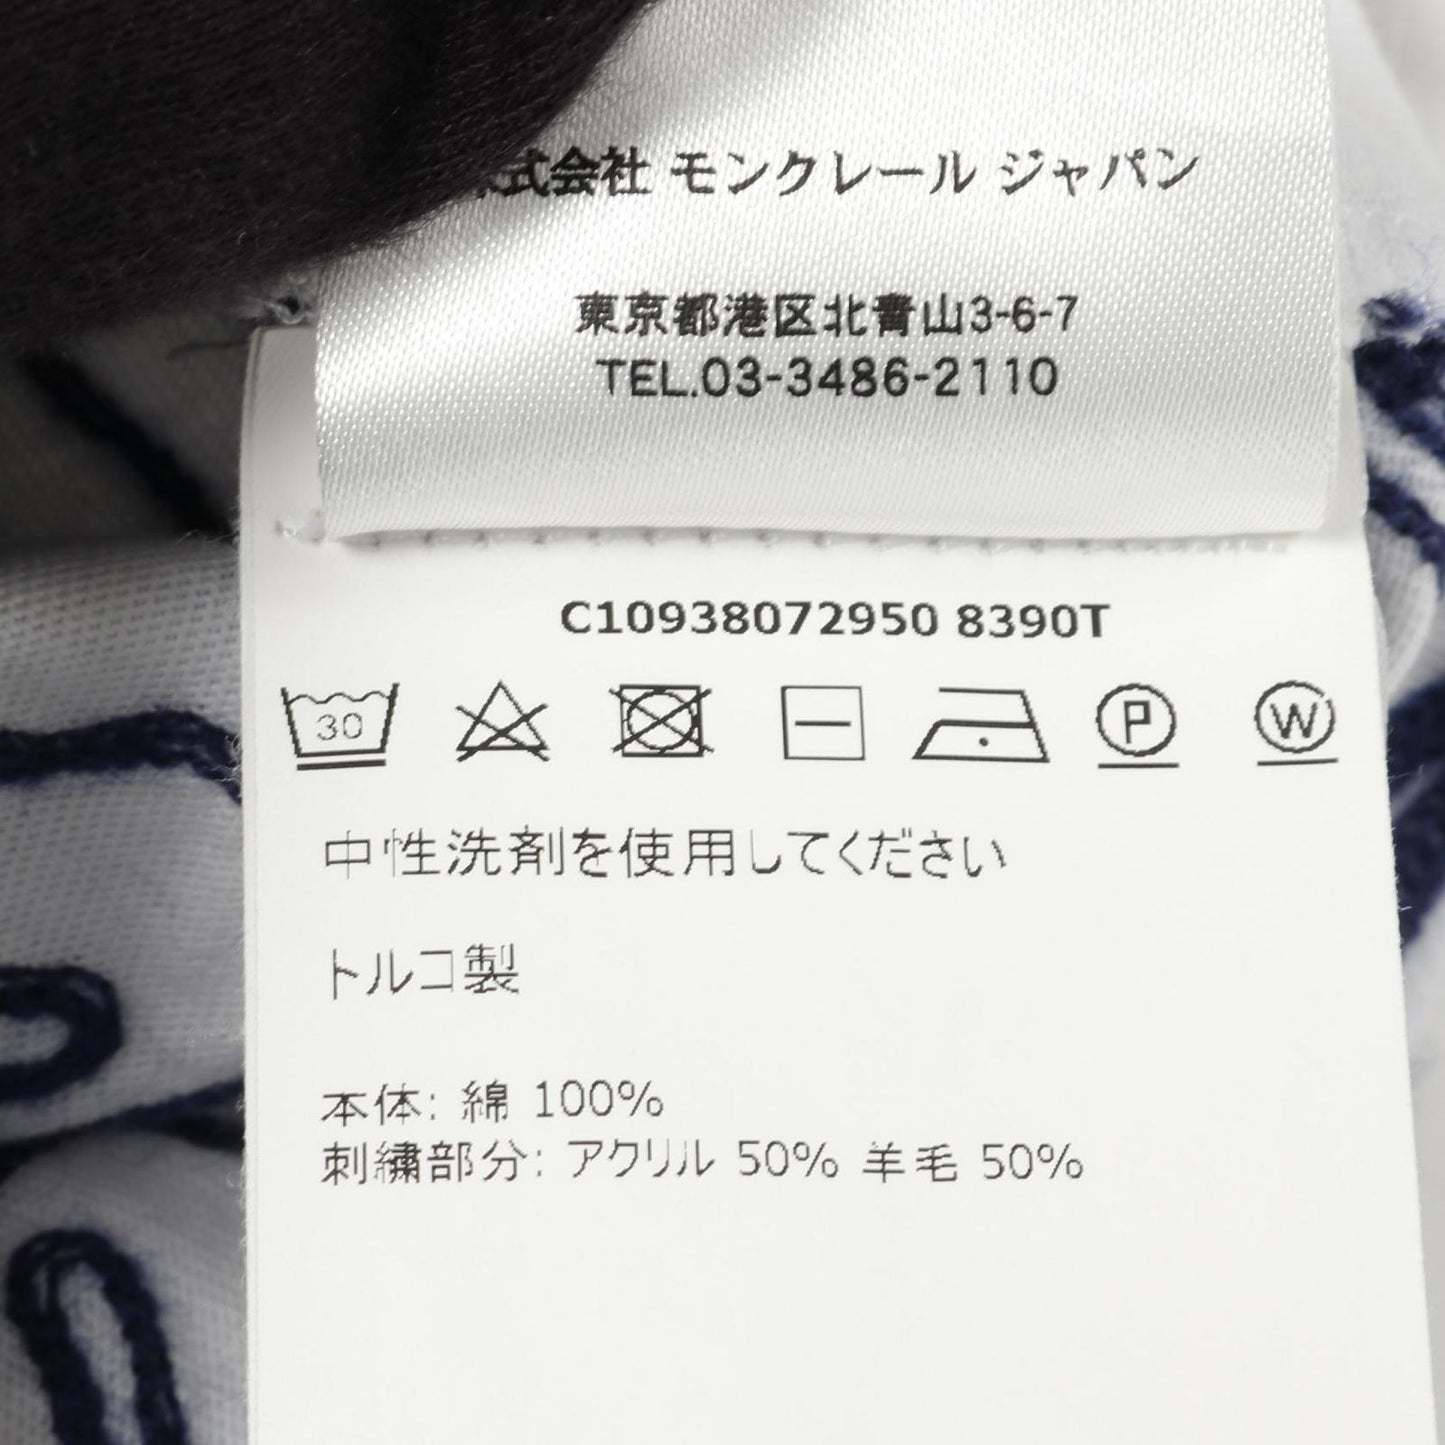 式会社 モンクレール ジャパン
東京都港区北青山3-6-7
TEL.03-3486-2110
C10938072950 8390T
30
P
W
中性洗剤を使用してください
トルコ製
本体: 綿 100%
刺繍部分: アクリル 50% 羊毛 50%